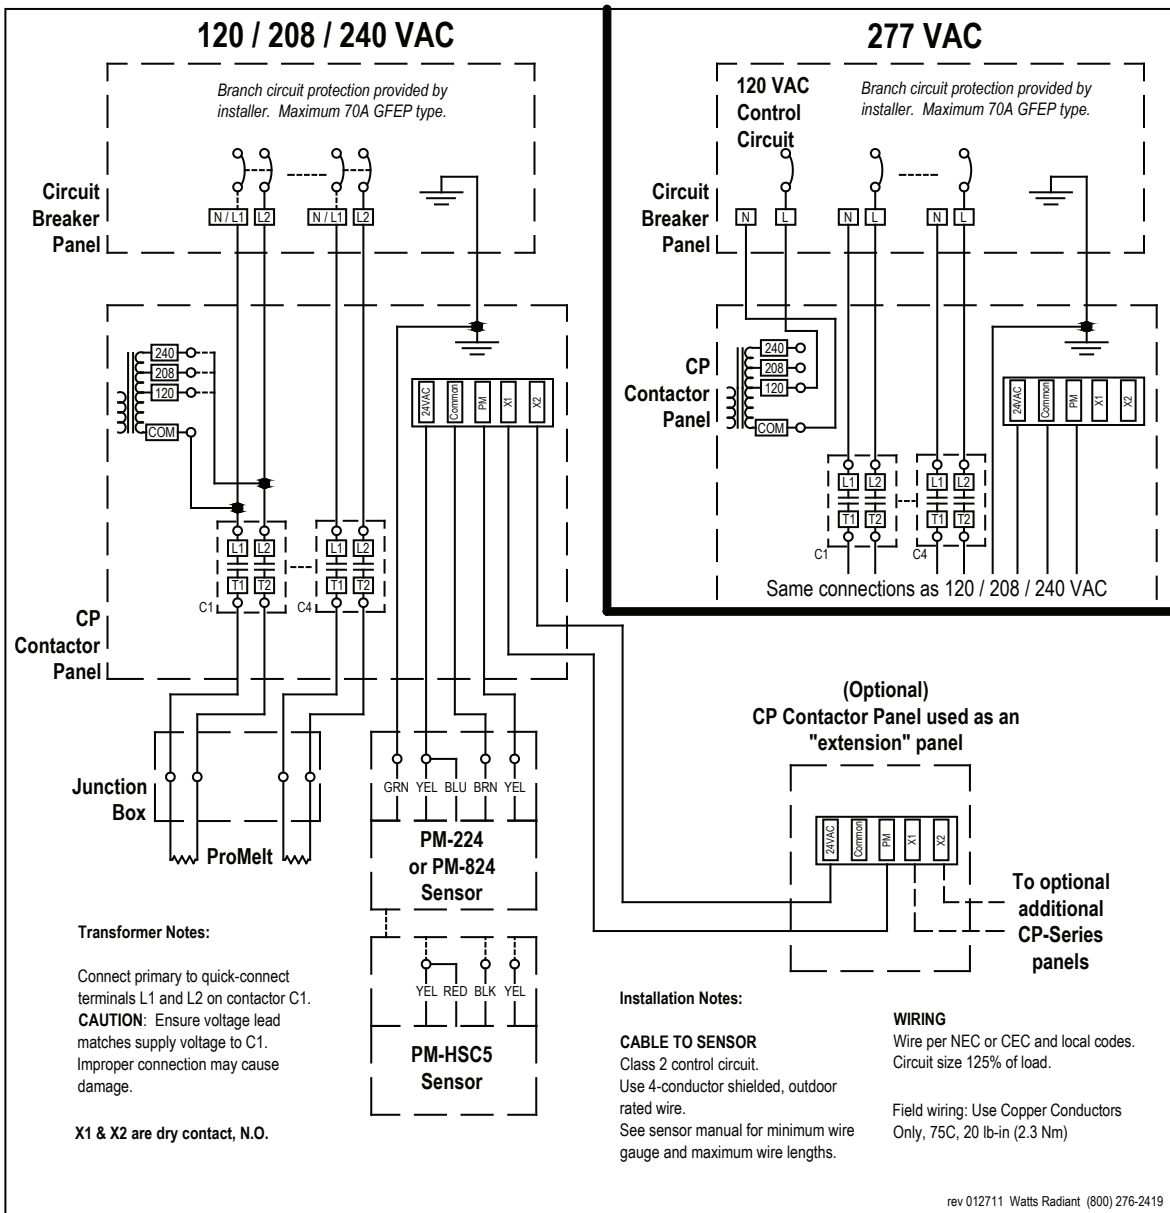 120 / 208 / 240 VAC
Branch circuit protection provided by
installer. Maximum 70A GFEP type.
Circuit
Breaker
Panel
N / L1
L2
N / L1
L2
240
208
120
COM
24VAC
Common
PM
X1
X2
L1
L2
T1
T2
C1
L1
L2
T1
T2
C4
CP
Contactor
Panel
Junction
Box
ProMelt
GRN YEL BLU BRN YEL
PM-224
or PM-824
Sensor
YEL RED BLK YEL
PM-HSC5
Sensor
277 VAC
120 VAC
Control
Circuit
Branch circuit protection provided by
installer. Maximum 70A GFEP type.
Circuit
Breaker
Panel
N
L
N
L
N
L
CP
Contactor
Panel
240
208
120
COM
24VAC
Common
PM
X1
X2
L1
L2
T1
T2
C1
L1
L2
T1
T2
C4
Same connections as 120 / 208 / 240 VAC
(Optional)
CP Contactor Panel used as an
"extension" panel
24VAC
Common
PM
X1
X2
To optional
additional
CP-Series
panels
Transformer Notes:
Connect primary to quick-connect
terminals L1 and L2 on contactor C1.
CAUTION: Ensure voltage lead
matches supply voltage to C1.
Improper connection may cause
damage.
X1 & X2 are dry contact, N.O.
Installation Notes:
CABLE TO SENSOR
Class 2 control circuit.
Use 4-conductor shielded, outdoor
rated wire.
See sensor manual for minimum wire
gauge and maximum wire lengths.
WIRING
Wire per NEC or CEC and local codes.
Circuit size 125% of load.
Field wiring: Use Copper Conductors
Only, 75C, 20 lb-in (2.3 Nm)
rev 012711 Watts Radiant (800) 276-2419